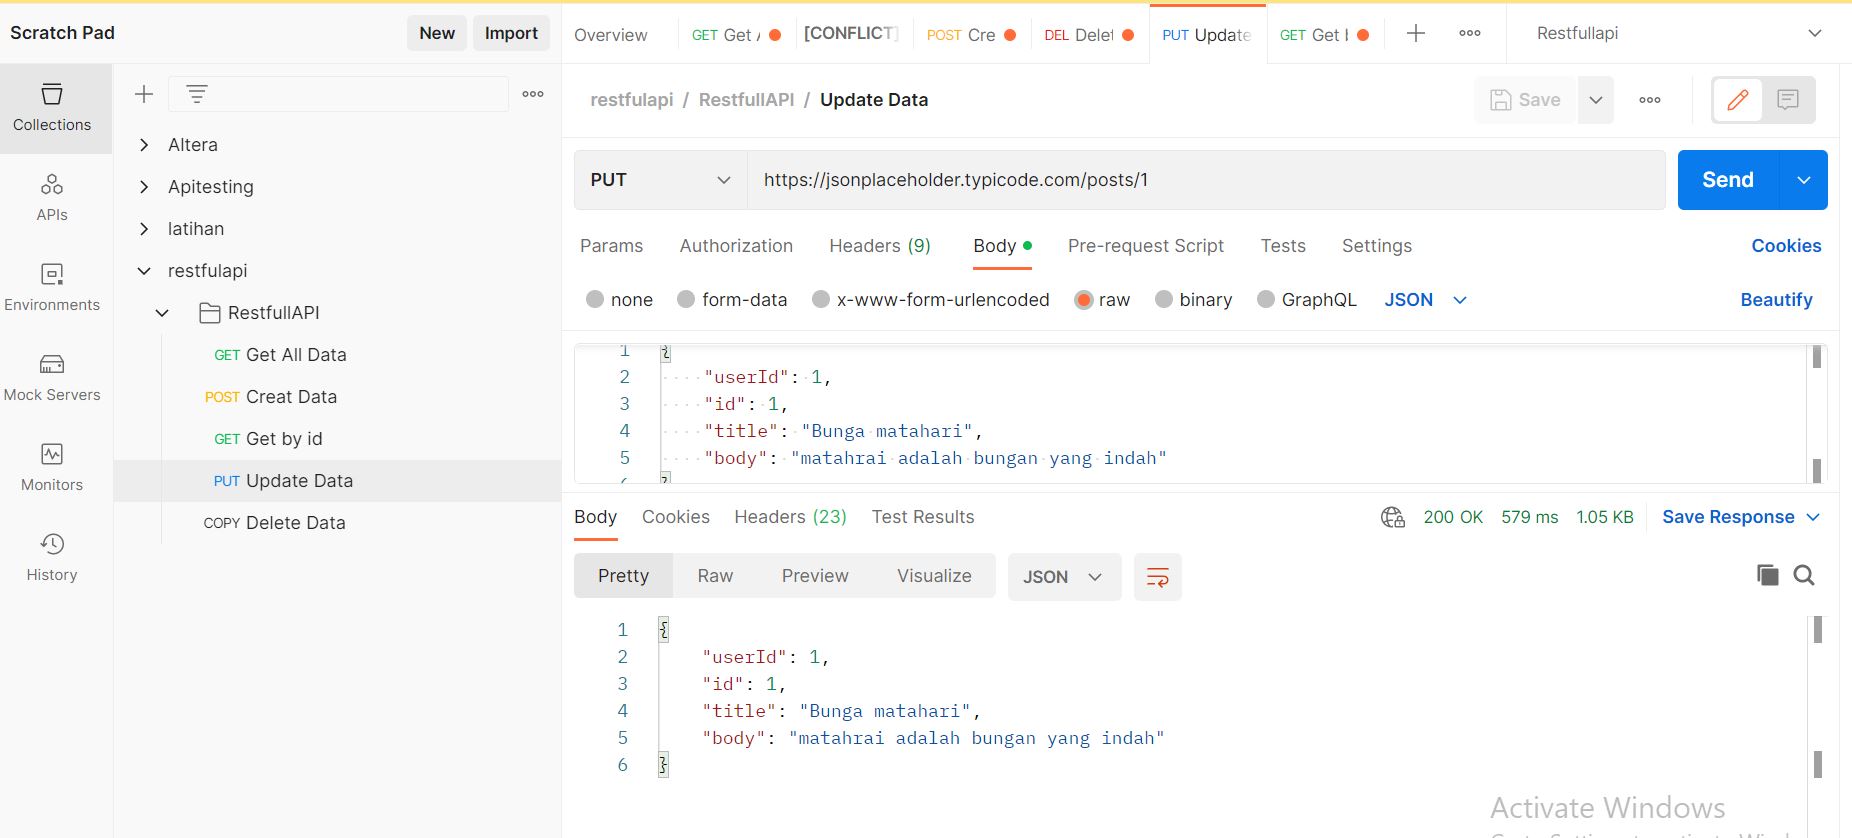 Scratch Pad
New
Import
Overview
GET Get
[CONFLICT]
POST Cre
DEL Delet
PUT Update
GET Get
Restfullapi
Collections
APIs
Environments
Mock Servers
Monitors
History
Altera
Apitesting
latihan
restfulapi
RestfullAPI
GET Get All Data
POST Creat Data
GET Get by id
PUT Update Data
COPY Delete Data
restfulapi / RestfullAPI / Update Data
Save
PUT
https://jsonplaceholder.typicode.com/posts/1
Send
Params
Authorization
Headers (9)
Body
Pre-request Script
Tests
Settings
Cookies
none
form-data
x-www-form-urlencoded
raw
binary
GraphQL
JSON
Beautify
1 {
2 "userId": 1,
3 "id": 1,
4 "title": "Bunga matahari",
5 "body": "matahrai adalah bungan yang indah"
6 }
Body
Cookies
Headers (23)
Test Results
200 OK
579 ms
1.05 KB
Save Response
Pretty
Raw
Preview
Visualize
JSON
1 {
2 "userId": 1,
3 "id": 1,
4 "title": "Bunga matahari",
5 "body": "matahrai adalah bungan yang indah"
6 }
Activate Windows